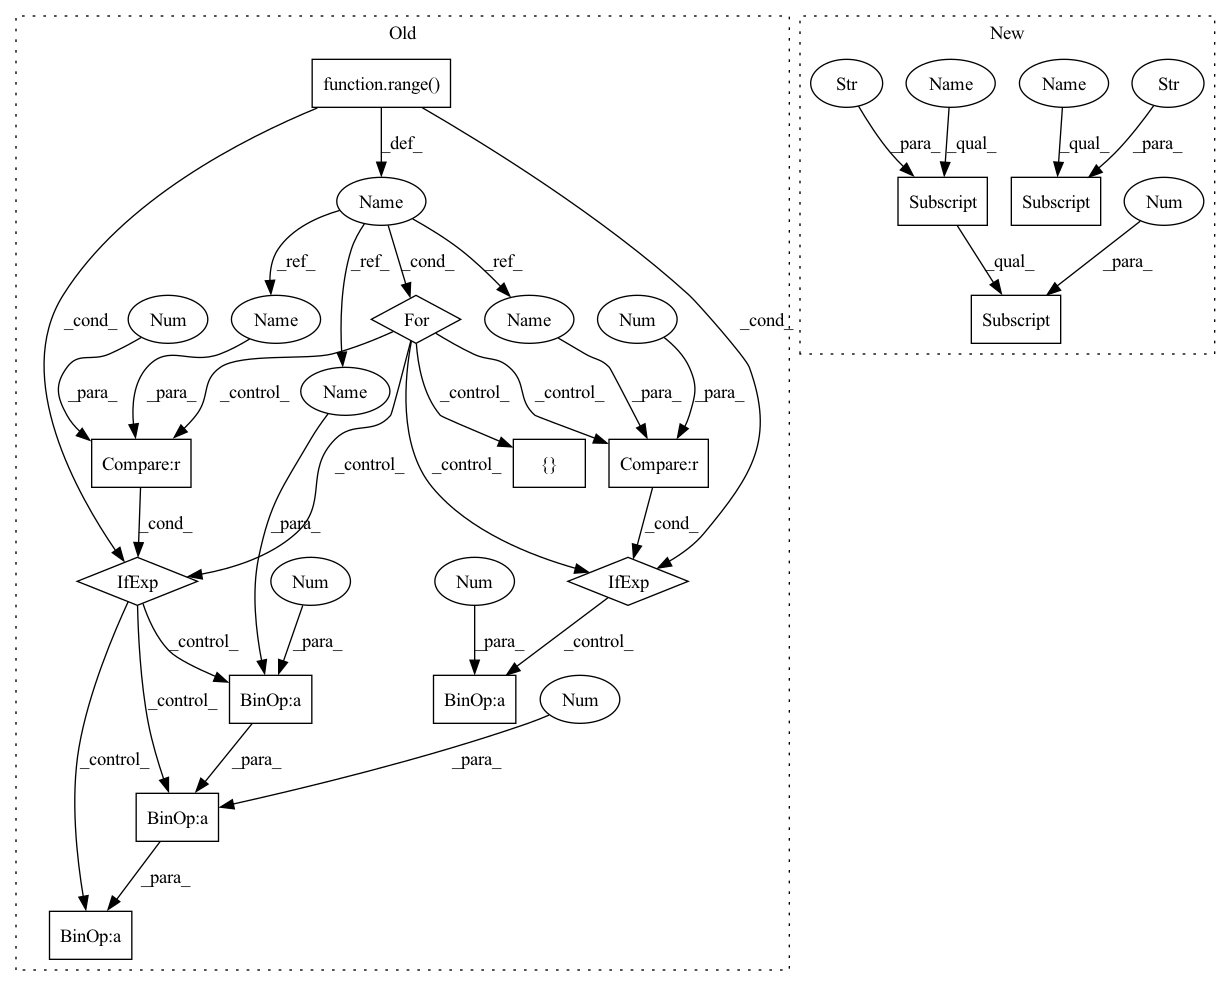 Old
New
function.range()
Str
Name
Name
Str
_def_
_para_
_qual_
_qual_
_para_
Name
Subscript
Subscript
Num
_ref_
_ref_
_cond_
_ref_
_qual_
_para_
_cond_
Num
Name
For
Name
Num
_cond_
Subscript
_para_
_para_
_control_
Name
_control_
_control_
_para_
_para_
Compare:r
{}
Compare:r
_control_
_control_
_cond_
_para_
_cond_
IfExp
Num
Num
IfExp
_control_
_para_
_para_
_control_
_control_
BinOp:a
BinOp:a
Num
_control_
_para_
_para_
BinOp:a
_para_
BinOp:a